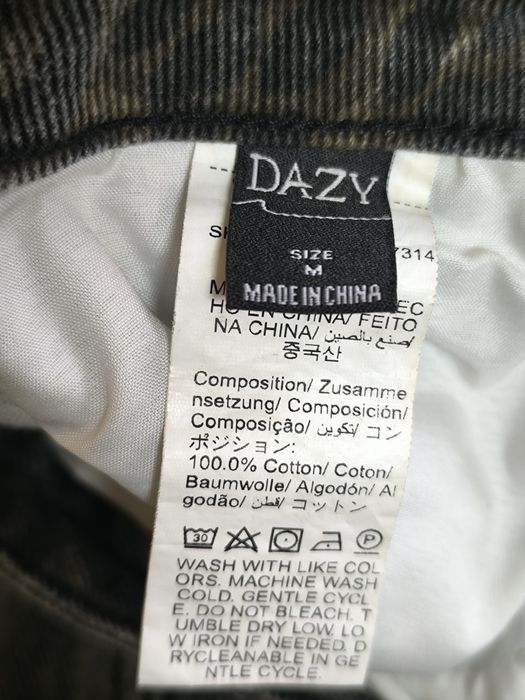 DAZY
SIZE
M
MADE IN CHINA
7314
HO EN CHINA/ FEITO
NA CHINA/ صنع بالصين/
중국산
Composition/ Zusamme
nsetzung/ Composición/
Composição/ تكوين/ コン
ポジション:
100.0% Cotton/ Coton/
Baumwolle/ Algodón/ Al
godão/ قطن/ コットン
30
P
WASH WITH LIKE COL
ORS. MACHINE WASH
COLD. GENTLE CYCL
E. DO NOT BLEACH. T
UMBLE DRY LOW. LO
W IRON IF NEEDED. D
RYCLEANABLE IN GE
NTLE CYCLE.